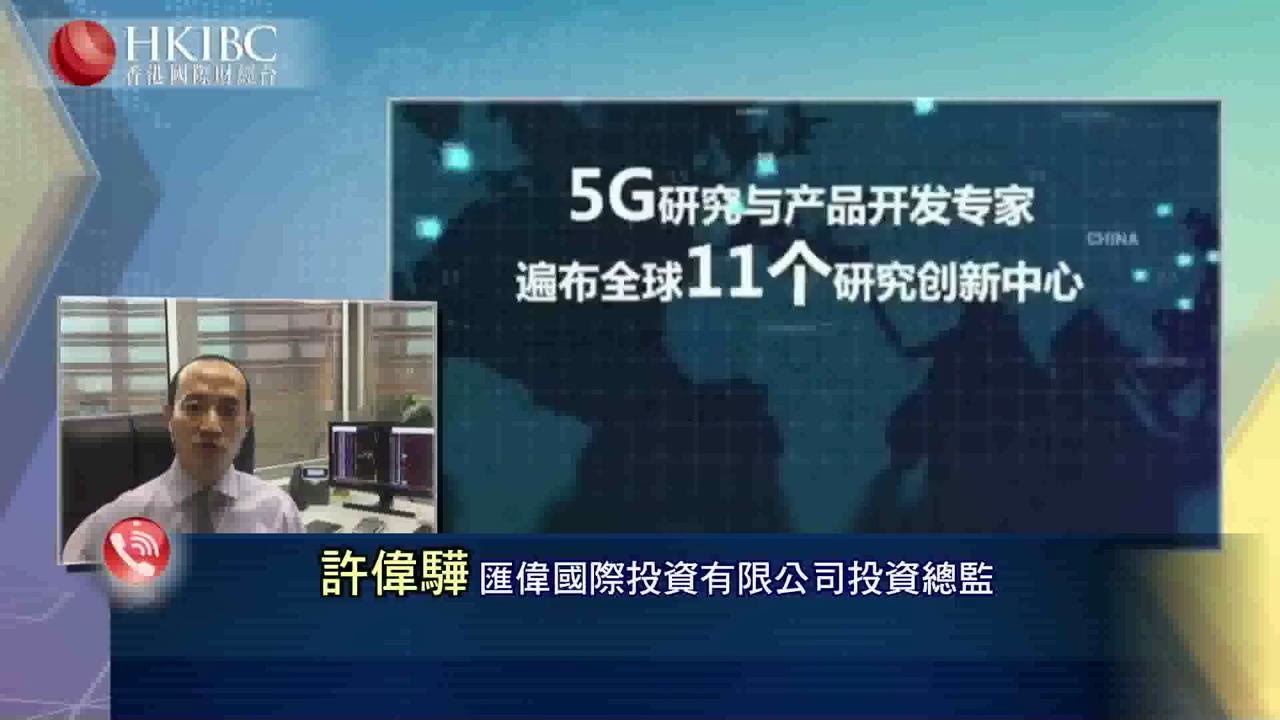 HKIBC
香港國際財經台
5G研究与产品开发专家
CHINA
遍布全球11个研究创新中心
許偉驊 匯偉國際投資有限公司投資總監